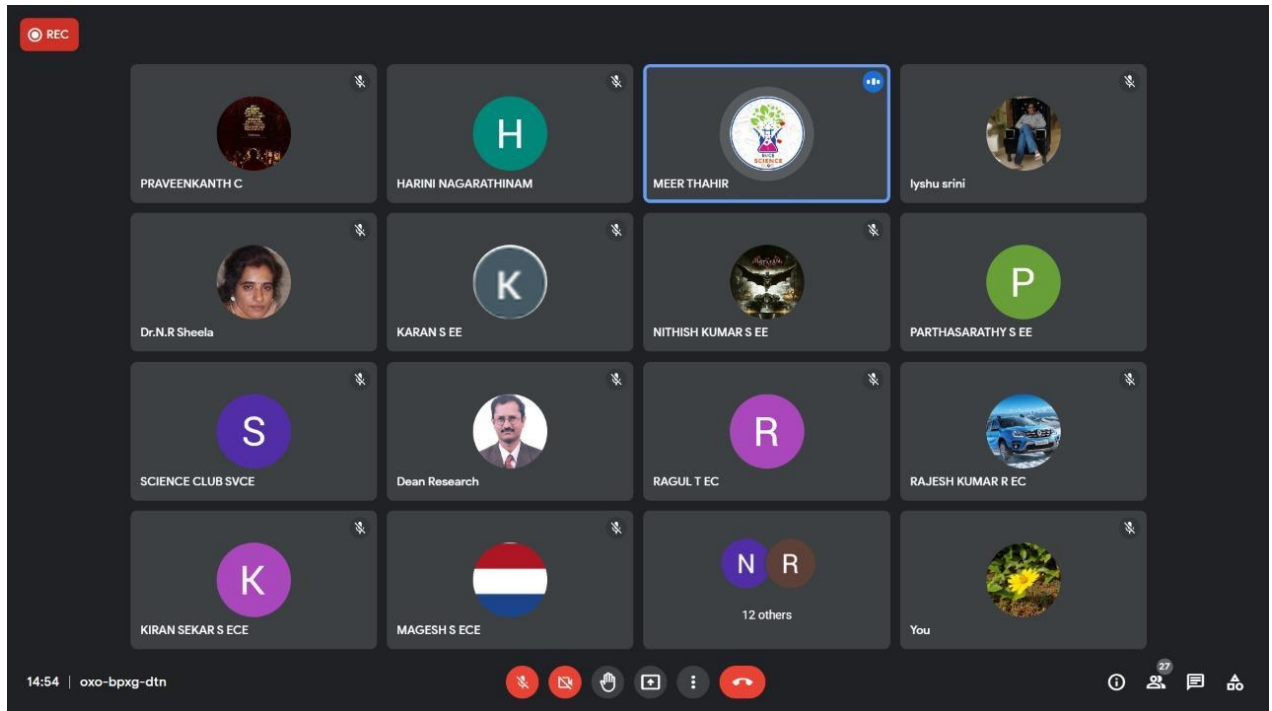 REC
PRAVEENKANTH C
H
HARINI NAGARATHINAM
SVCE
SCIENCE
MEER THAHIR
Iyshu srini
Dr.N.R Sheela
K
KARAN S EE
NITHISH KUMAR S EE
P
PARTHASARATHY S EE
S
SCIENCE CLUB SVCE
Dean Research
R
RAGUL T EC
RAJESH KUMAR R EC
K
KIRAN SEKAR S ECE
MAGESH S ECE
N R
12 others
You
14:54 | oxo-bpxg-dtn
27